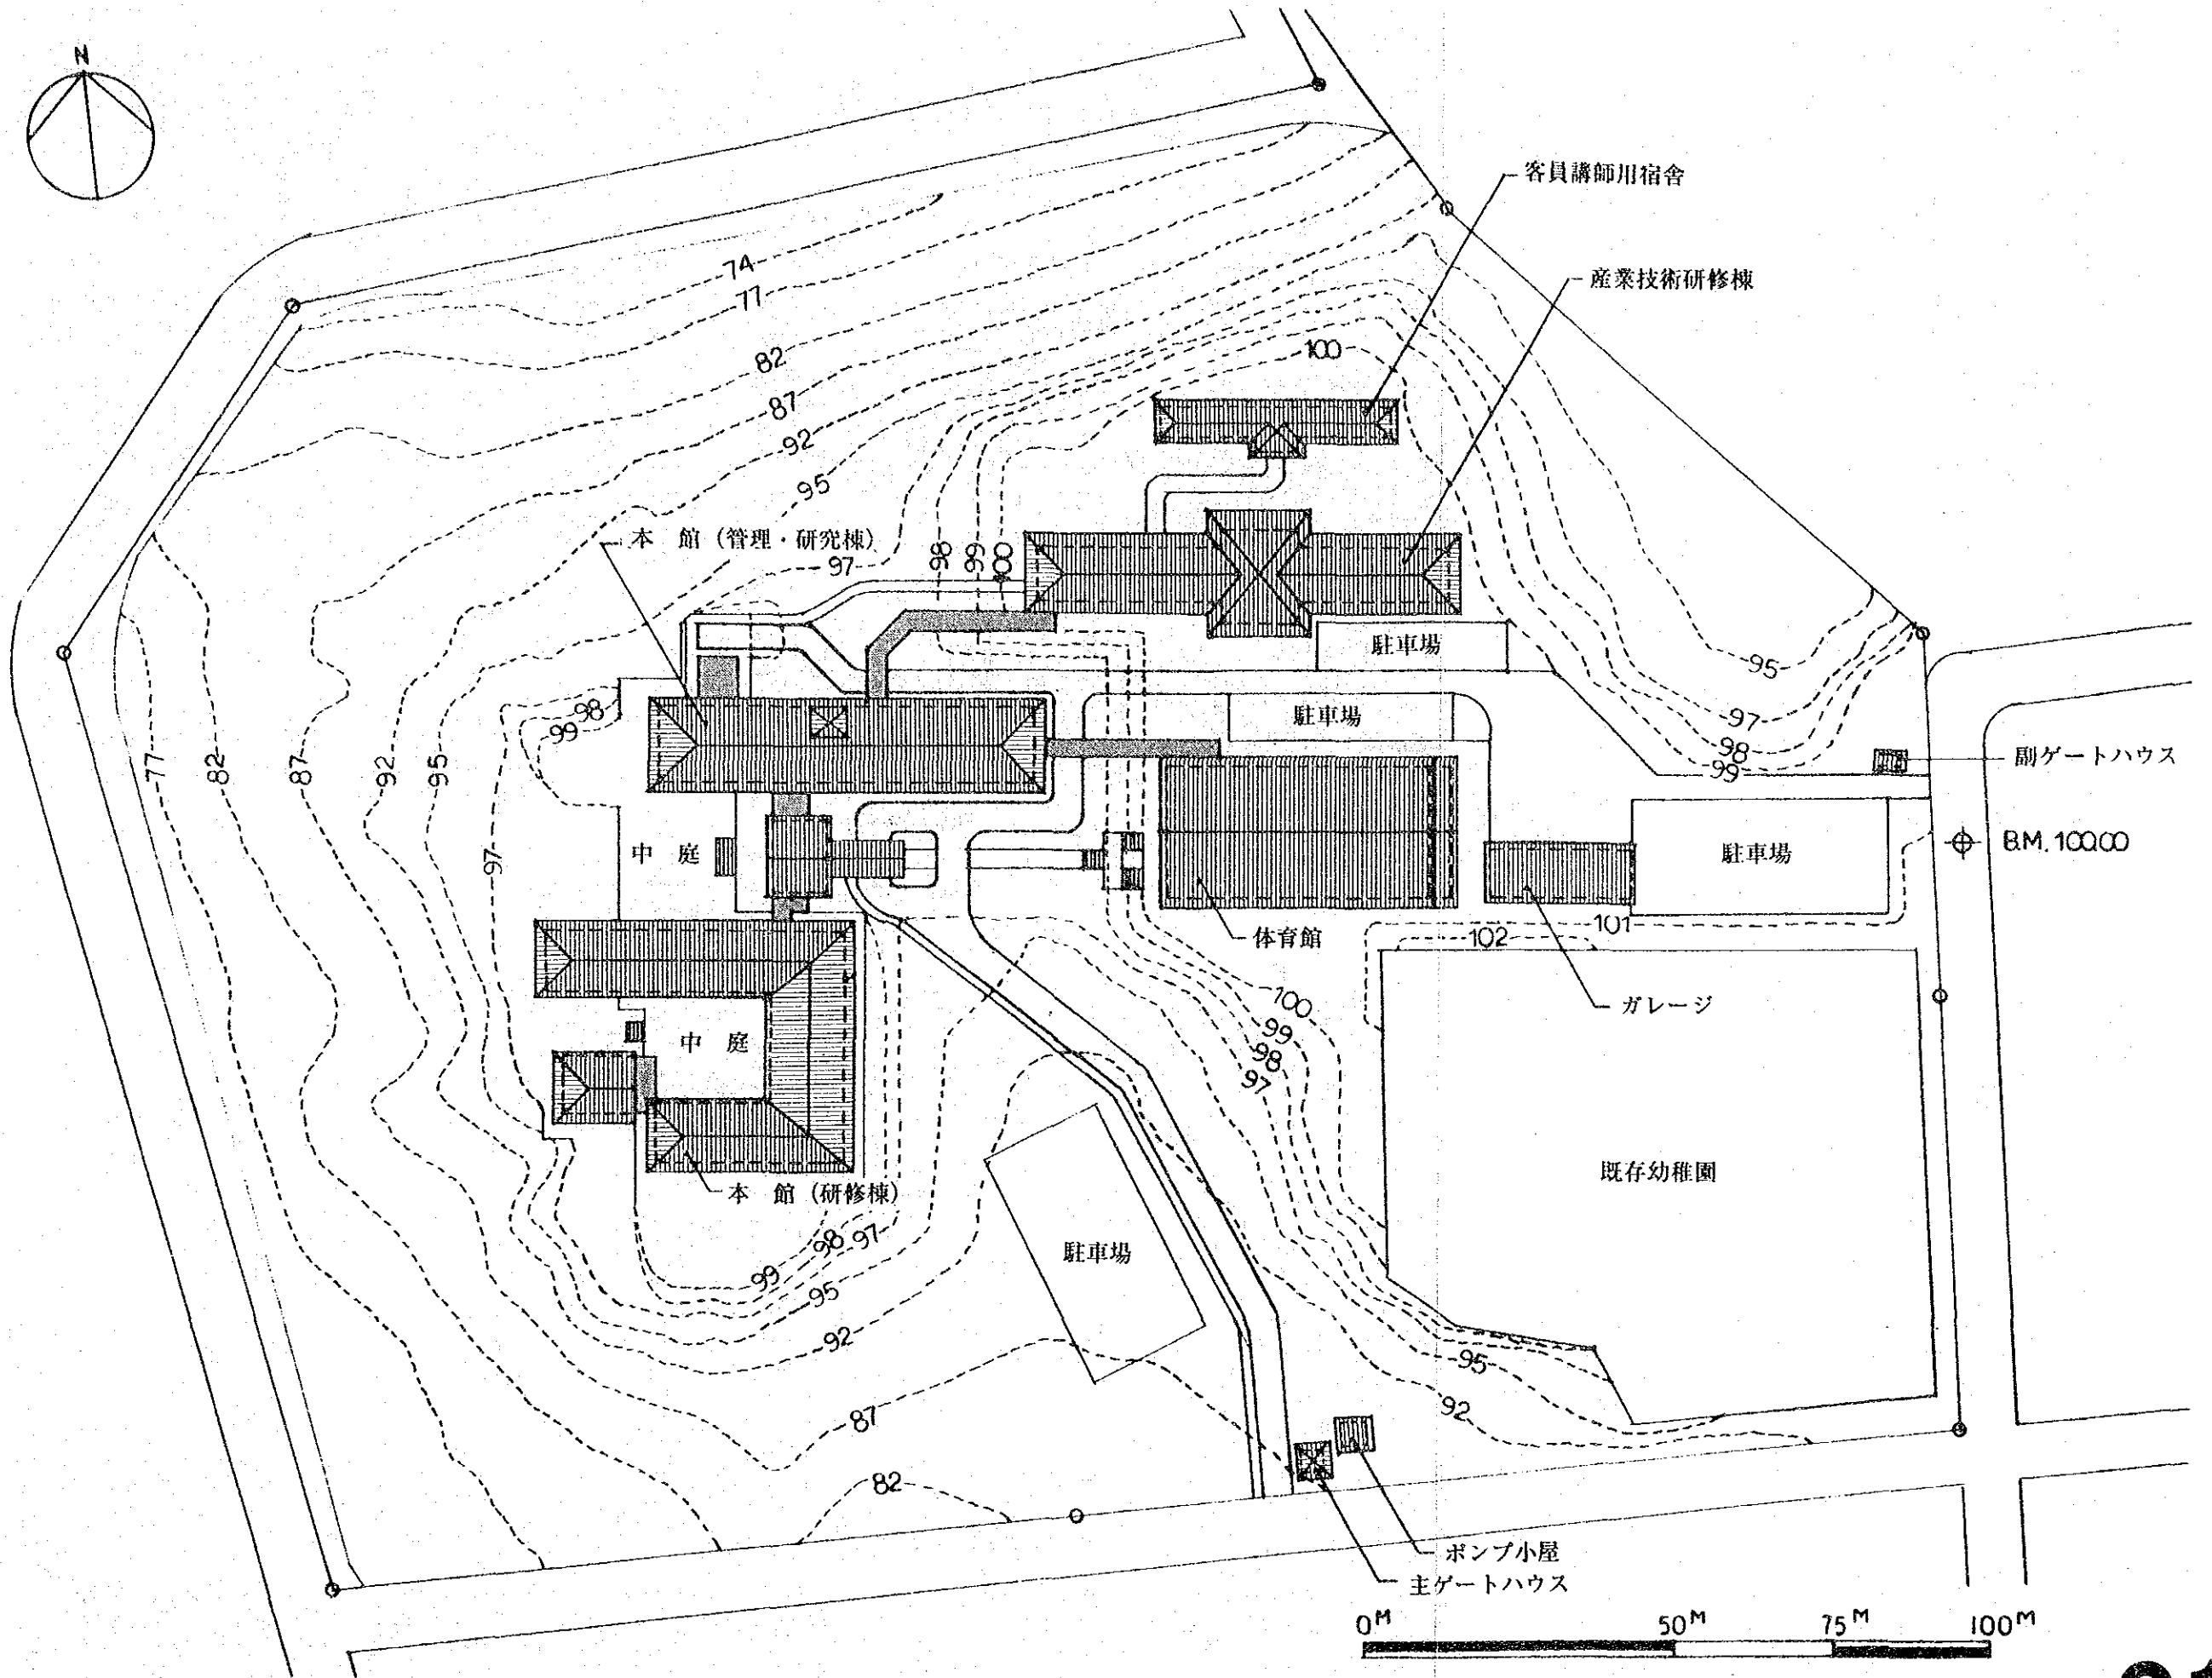 N
客員講師用宿舎
産業技術研修棟
74
77
82
100
87
92
95
本 館 (管理・研究棟)
97
98
99
100
駐車場
95
駐車場
97
98
99
98
99
副ゲートハウス
77
82
87
92
95
97
中 庭
駐車場
B.M. 100.00
体育館
102
101
ガレージ
中 庭
100
99
98
97
既存幼稚園
本 館 (研修棟)
98
97
99
95
駐車場
92
95
92
87
82
ポンプ小屋
主ゲートハウス
0M 50M 75M 100M